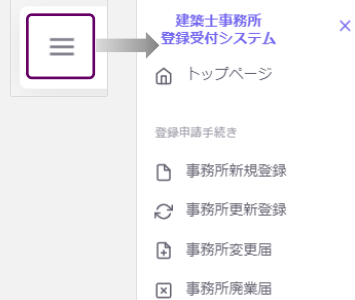 建築士事務所
登録受付システム
トップページ
登録申請手続き
事務所新規登録
事務所更新登録
事務所変更届
事務所廃業届